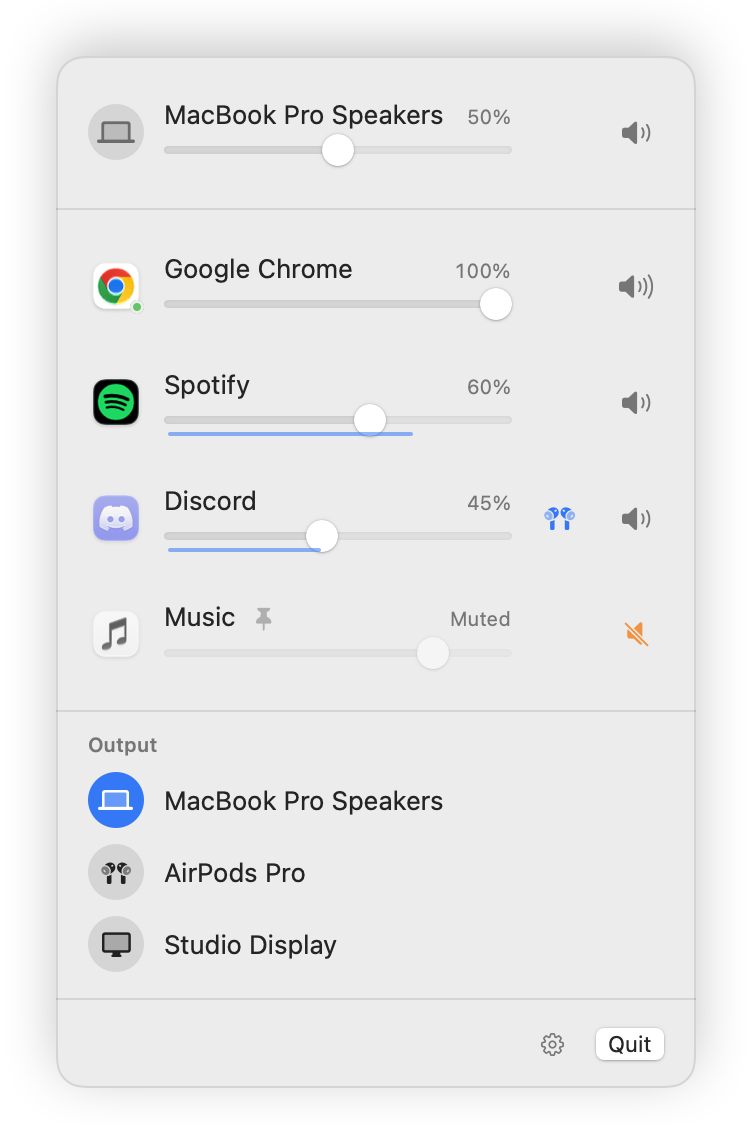 MacBook Pro Speakers 50%
Google Chrome 100%
Spotify 60%
Discord 45%
Music Muted
Output
MacBook Pro Speakers
AirPods Pro
Studio Display
Quit